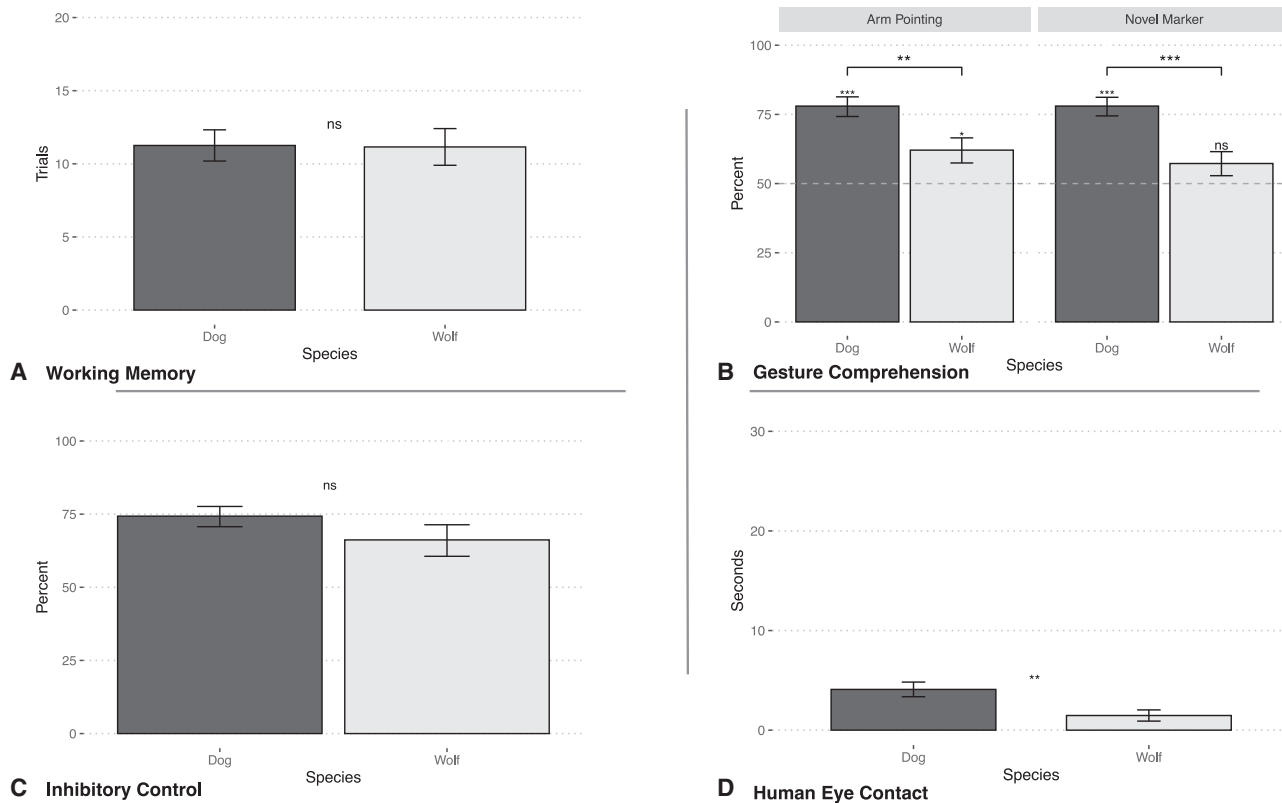 20
15
10
5
0
Trials
ns
Dog
Wolf
Species
A Working Memory
Arm Pointing
Novel Marker
100
75
50
25
0
Percent
**
***
***
*
***
ns
Dog
Wolf
Dog
Wolf
Species
B Gesture Comprehension
100
75
50
25
0
Percent
ns
Dog
Wolf
Species
C Inhibitory Control
30
20
10
0
Seconds
**
Dog
Wolf
Species
D Human Eye Contact